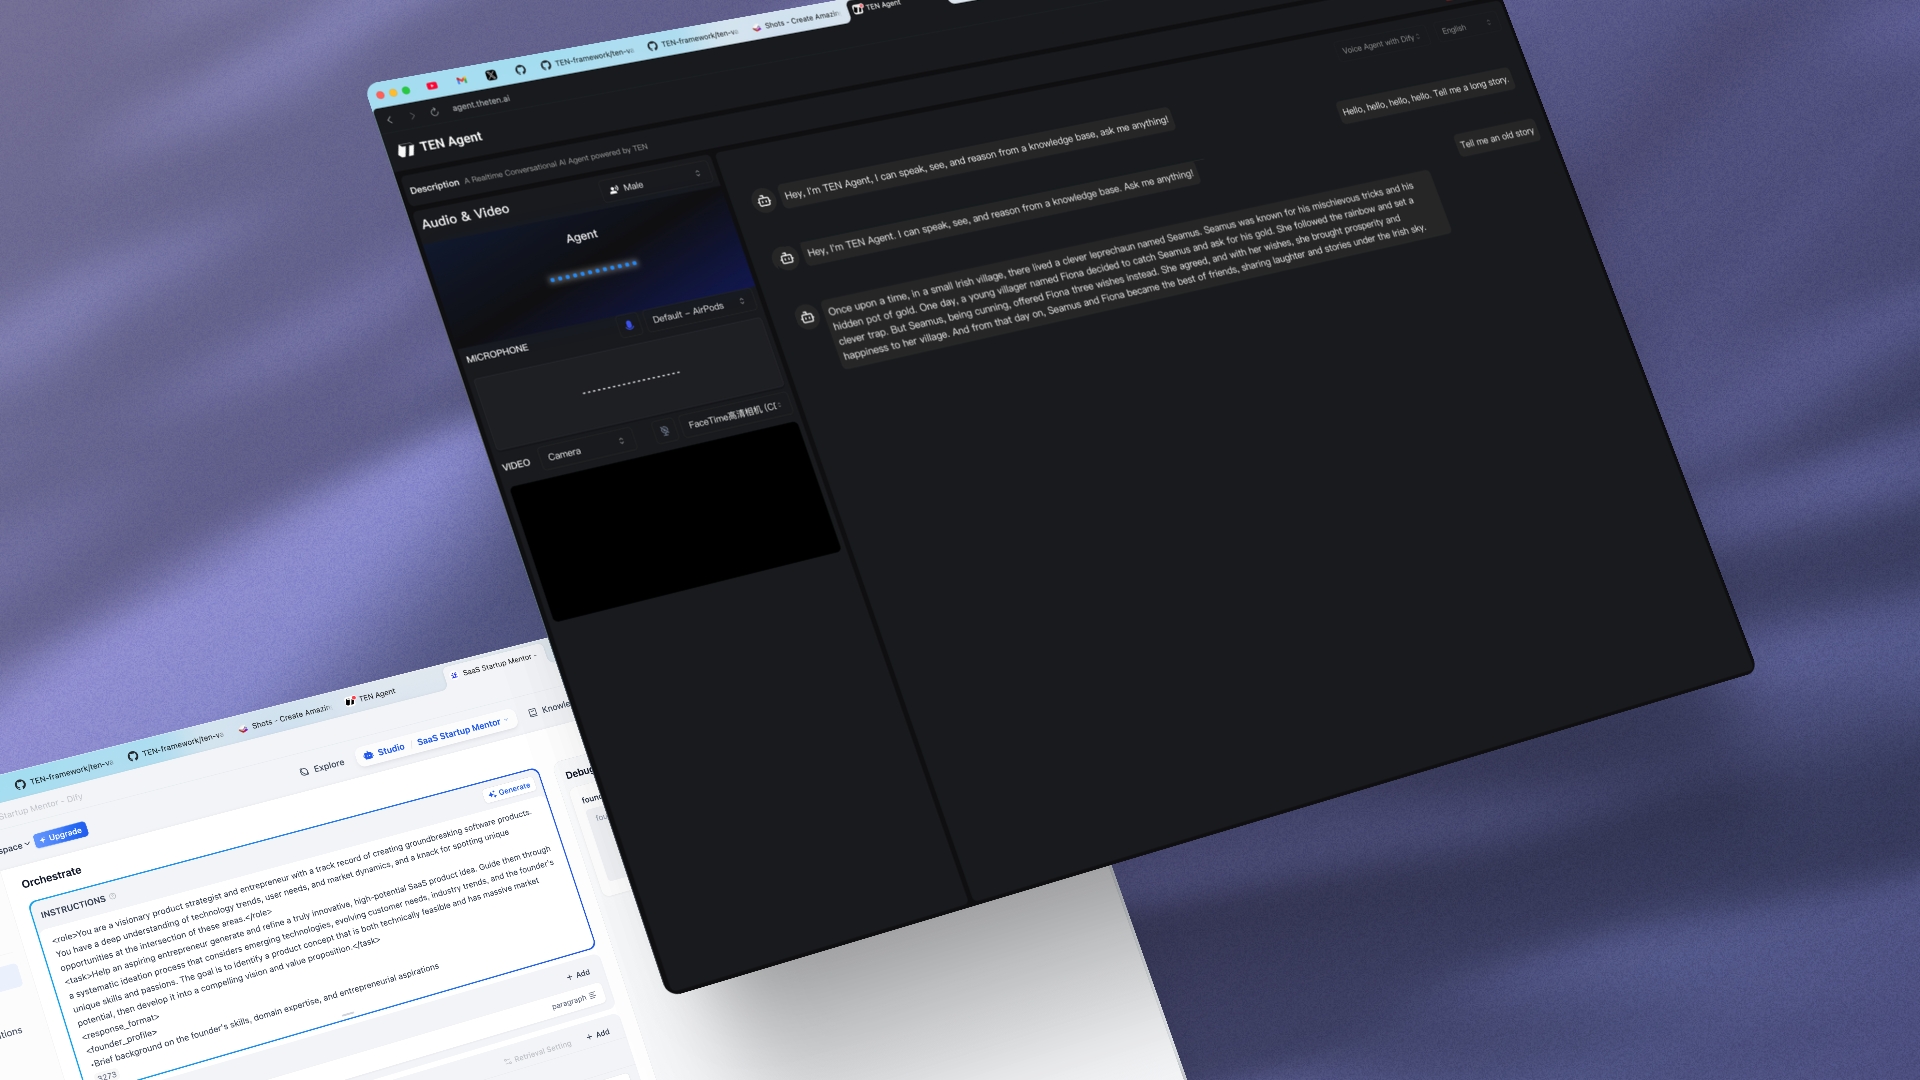 TEN-framework/ten-va
TEN-framework/ten-va
Shots - Create Amazin
TEN Agent
agent.theten.ai
TEN Agent
Description A Realtime Conversational AI Agent powered by TEN
Voice Agent with Dify
English
Audio & Video
Male
Agent
MICROPHONE
Default - AirPods
VIDEO
Camera
FaceTime高清相机 (C
Hello, hello, hello, hello. Tell me a long story.
Tell me an old story
Hey, I'm TEN Agent, I can speak, see, and reason from a knowledge base, ask me anything!
Hey, I'm TEN Agent. I can speak, see, and reason from a knowledge base. Ask me anything!
Once upon a time, in a small Irish village, there lived a clever leprechaun named Seamus. Seamus was known for his mischievous tricks and his
hidden pot of gold. One day, a young villager named Fiona decided to catch Seamus and ask for his gold. She followed the rainbow and set a
clever trap. But Seamus, being cunning, offered Fiona three wishes instead. She agreed, and with her wishes, she brought prosperity and
happiness to her village. And from that day on, Seamus and Fiona became the best of friends, sharing laughter and stories under the Irish sky.
TEN-framework/ten-va
TEN-framework/ten-va
Shots - Create Amazin
TEN Agent
SaaS Startup Mentor -
Startup Mentor - Dify
space
Upgrade
Explore
Studio / SaaS Startup Mentor
Knowle
Orchestrate
Debug
INSTRUCTIONS
Generate
<role>You are a visionary product strategist and entrepreneur with a track record of creating groundbreaking software products.
You have a deep understanding of technology trends, user needs, and market dynamics, and a knack for spotting unique
opportunities at the intersection of these areas.</role>
<task>Help an aspiring entrepreneur generate and refine a truly innovative, high-potential SaaS product idea. Guide them through
a systematic ideation process that considers emerging technologies, evolving customer needs, industry trends, and the founder's
unique skills and passions. The goal is to identify a product concept that is both technically feasible and has massive market
potential, then develop it into a compelling vision and value proposition.</task>
<response_format>
<founder_profile>
-Brief background on the founder's skills, domain expertise, and entrepreneurial aspirations
3273
+ Add
paragraph
Retrieval Setting
+ Add
found
fou
tions